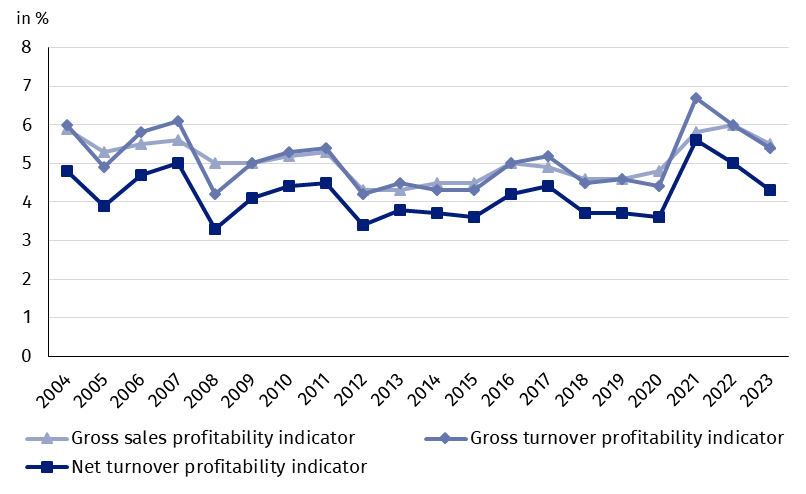 in %
8
7
6
5
4
3
2
1
0
2004 2005 2006 2007 2008 2009 2010 2011 2012 2013 2014 2015 2016 2017 2018 2019 2020 2021 2022 2023
Gross sales profitability indicator Gross turnover profitability indicator
Net turnover profitability indicator